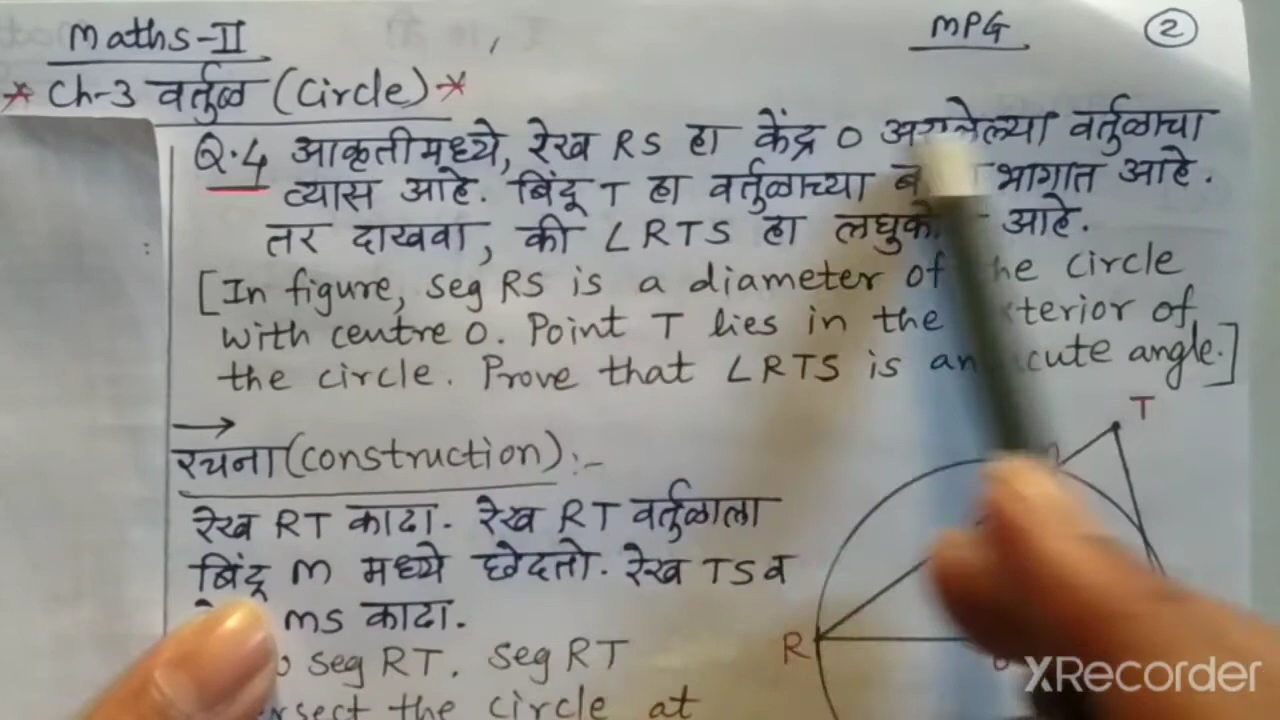 Maths-II
MPG
2
* Ch-3 वर्तुळ (Circle) *
Q.4 आकृतीमध्ये, रेख RS हा केंद्र O वर्तुळाचा
व्यास आहे. बिंदू T हा वर्तुळाच्या भागात आहे.
तर दाखवा, की ∠RTS हा आहे.
[In figure, seg RS is a diameter of the circle
with centre O. Point T lies in the exterior of
the circle. Prove that ∠RTS is an acute angle.]
T
→
रचना (construction) :-
रेख RT काढा. रेख RT वर्तुळाला
बिंदू M मध्ये छेदतो. रेख TS व
MS काढा.
R
seg RT. seg RT
the circle at
XRecorder